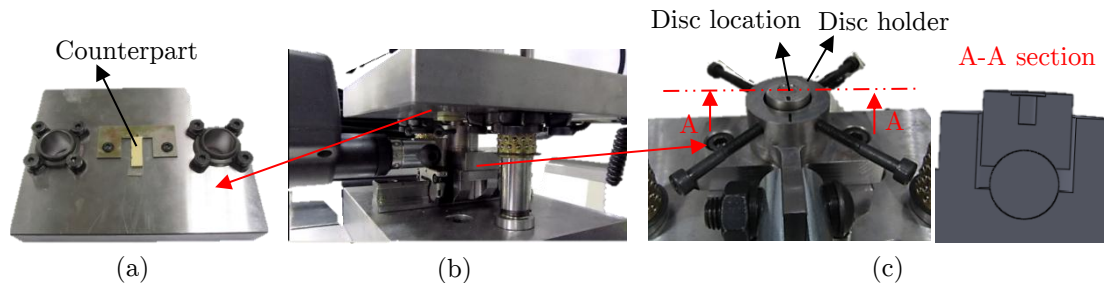 Counterpart
Disc location
Disc holder
A-A section
A
A
(a)
(b)
(c)